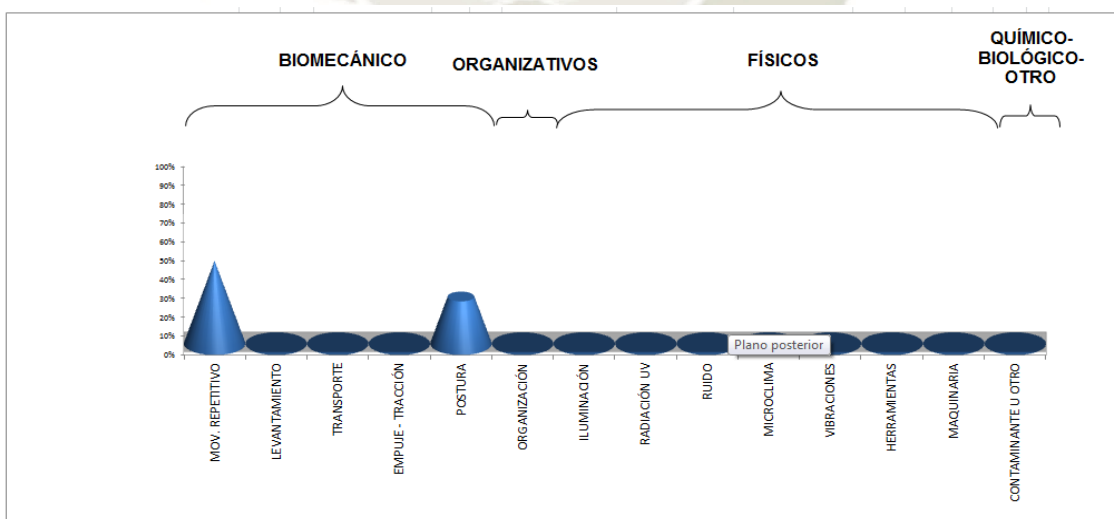 BIOMECÁNICO
ORGANIZATIVOS
FÍSICOS
QUÍMICO-
BIOLÓGICO-
OTRO
100%
90%
80%
70%
60%
50%
40%
30%
20%
10%
0%
Plano posterior
MOV. REPETITIVO
LEVANTAMIENTO
TRANSPORTE
EMPUJE - TRACCIÓN
POSTURA
ORGANIZACIÓN
ILUMINACIÓN
RADIACIÓN UV
RUIDO
MICROCLIMA
VIBRACIONES
HERRAMIENTAS
MAQUINARIA
CONTAMINANTE U OTRO